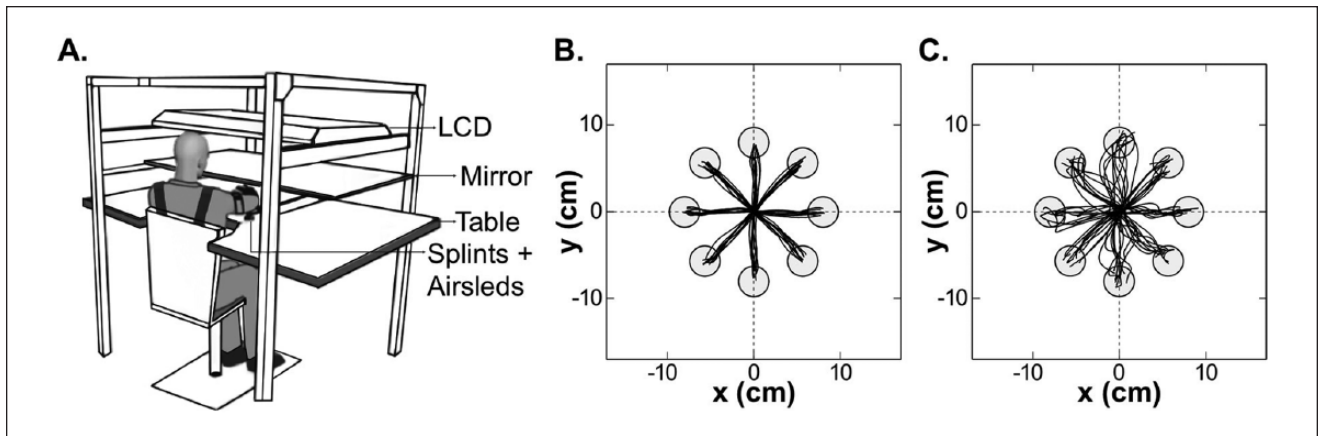 A.
LCD
Mirror
Table
Splints +
Airsleds
B.
10
0
-10
-10 0 10
x (cm)
y (cm)
C.
10
0
-10
-10 0 10
x (cm)
y (cm)